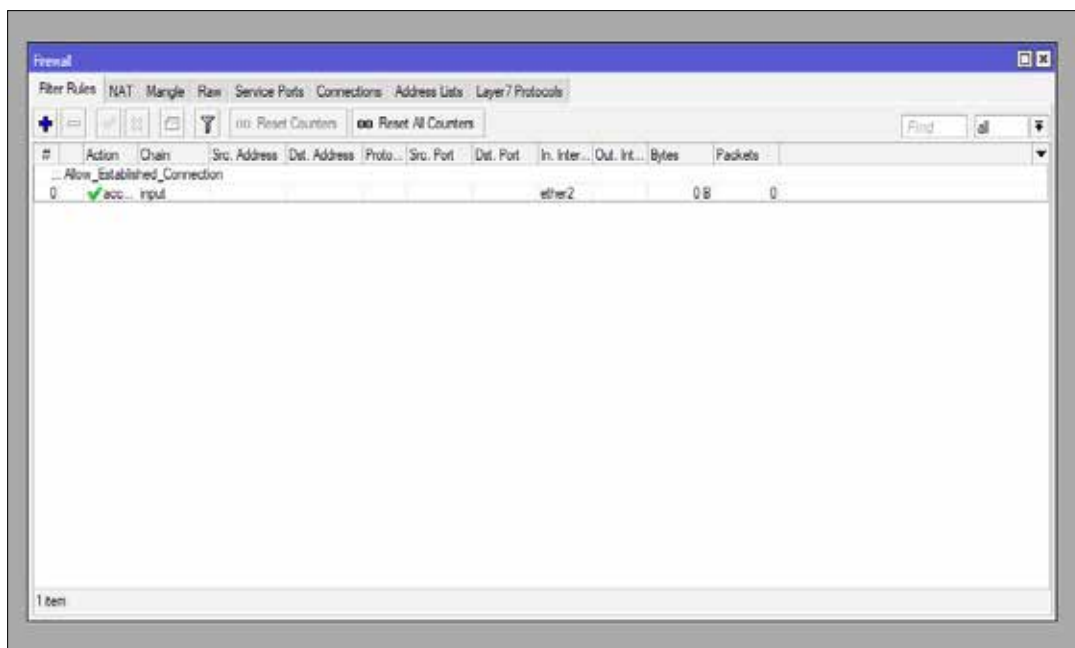 Firewall
Filter Rules NAT Mangle Raw Service Ports Connections Address Lists Layer7 Protocols
00 Reset Counters 00 Reset All Counters Find all
# Action Chain Src. Address Dst. Address Proto... Src. Port Dst. Port In. Inter... Out. Int... Bytes Packets
... Allow_Established_Connection
0 acc... input ether2 0 B 0
1 item